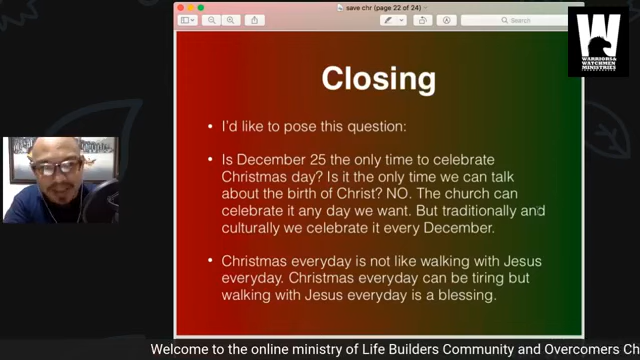 save chr (page 22 of 24)
Search
WARRIORS &
WATCHMEN
MINISTRIES
Closing
• I'd like to pose this question:
• Is December 25 the only time to celebrate
Christmas day? Is it the only time we can talk
about the birth of Christ? NO. The church can
celebrate it any day we want. But traditionally and
culturally we celebrate it every December.
• Christmas everyday is not like walking with Jesus
everyday. Christmas everyday can be tiring but
walking with Jesus everyday is a blessing.
Welcome to the online ministry of Life Builders Community and Overcomers Ch